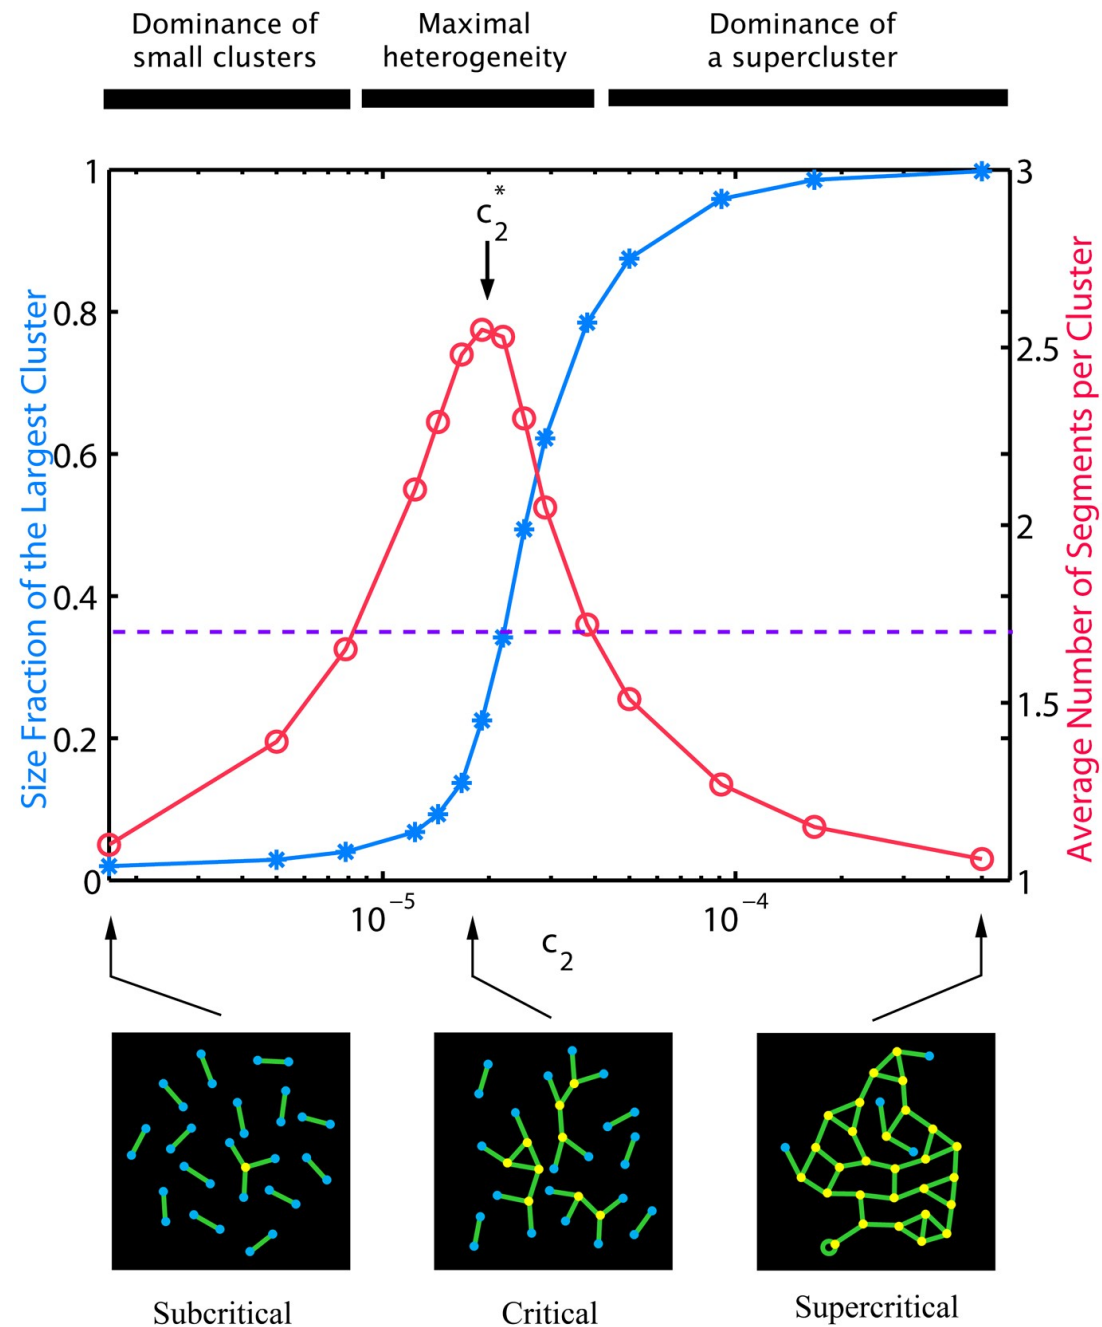 Dominance of
small clusters
Maximal
heterogeneity
Dominance of
a supercluster
1
0.8
0.6
0.4
0.2
0
Size Fraction of the Largest Cluster
c₂*
3
2.5
2
1.5
1
Average Number of Segments per Cluster
10⁻⁵
10⁻⁴
c₂
Subcritical
Critical
Supercritical